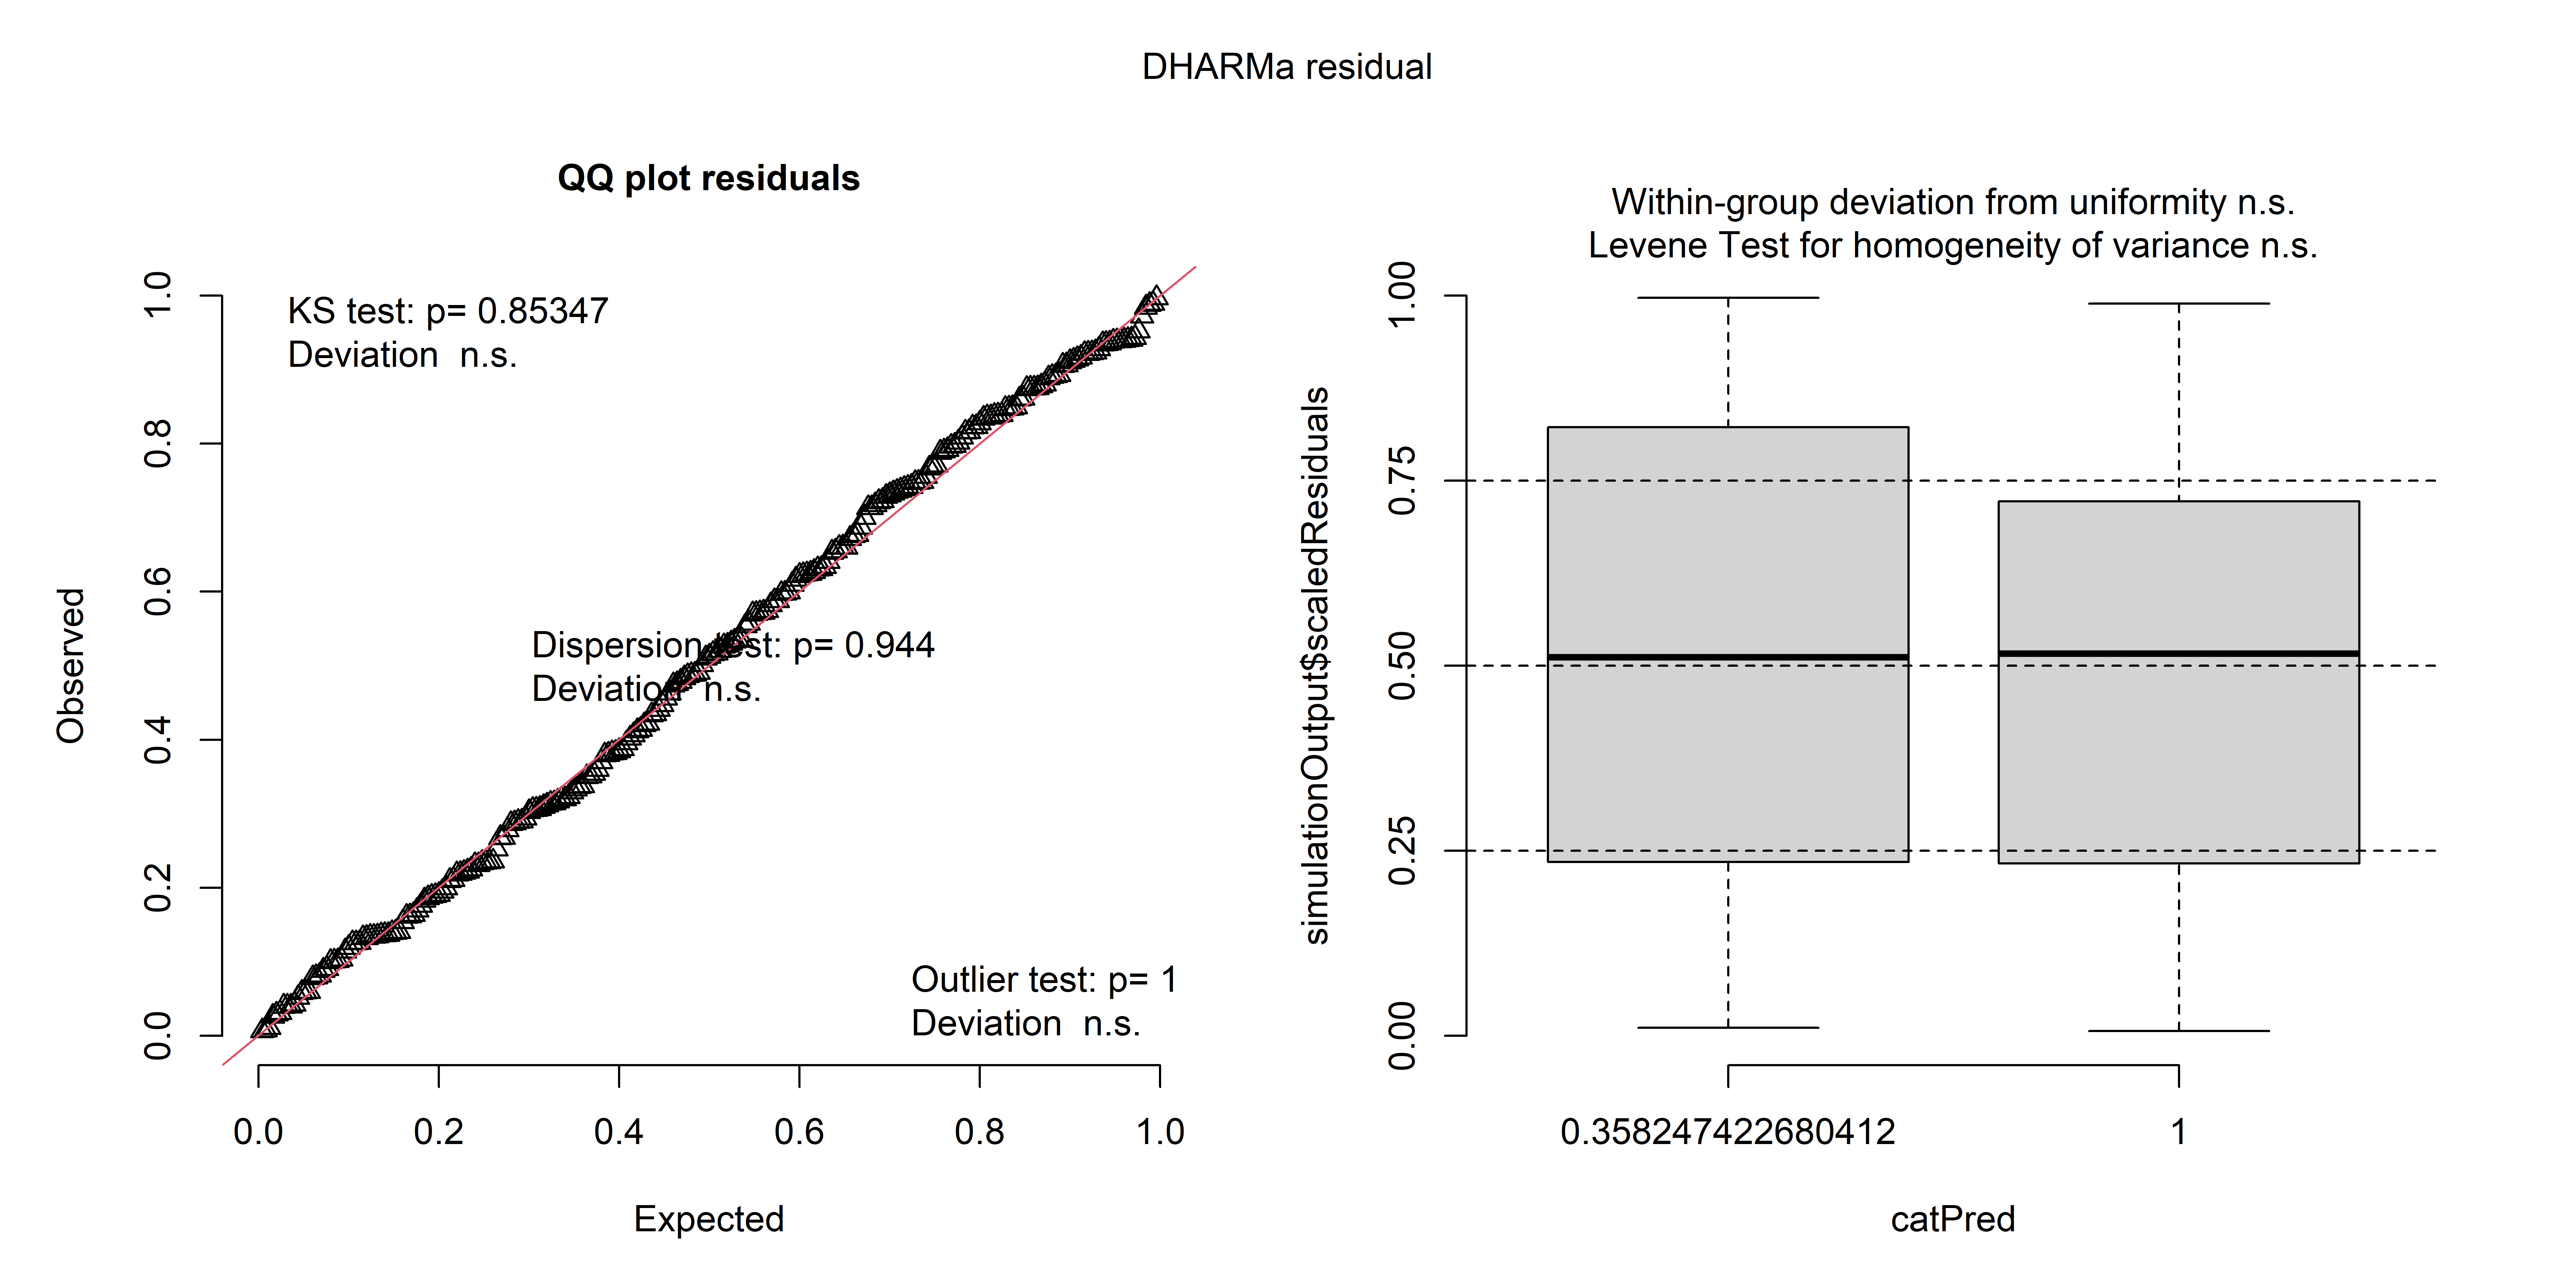 DHARMa residual
QQ plot residuals
KS test: p= 0.85347
Deviation  n.s.
Dispersion test: p= 0.944
Deviation  n.s.
Outlier test: p= 1
Deviation  n.s.
Observed
1.0
0.8
0.6
0.4
0.2
0.0
0.0 0.2 0.4 0.6 0.8 1.0
Expected
Within-group deviation from uniformity n.s.
Levene Test for homogeneity of variance n.s.
simulationOutput$scaledResiduals
1.00
0.75
0.50
0.25
0.00
0.358247422680412 1
catPred